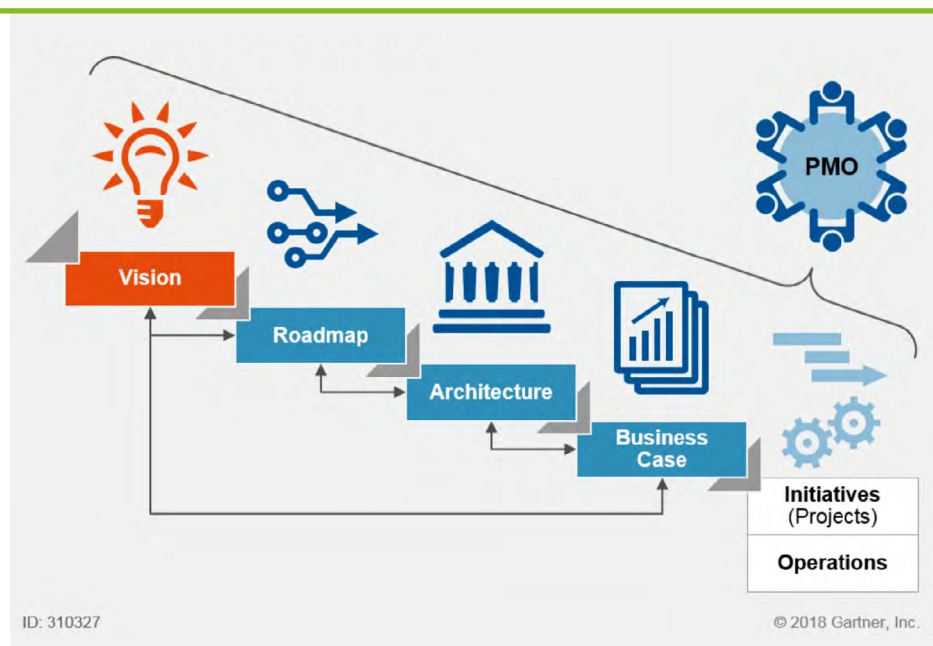 PMO
Vision
Roadmap
Architecture
Business
Case
Initiatives
(Projects)
Operations
ID: 310327
© 2018 Gartner, Inc.